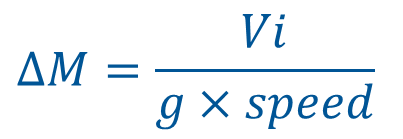 ΔM = Vi / g × speed